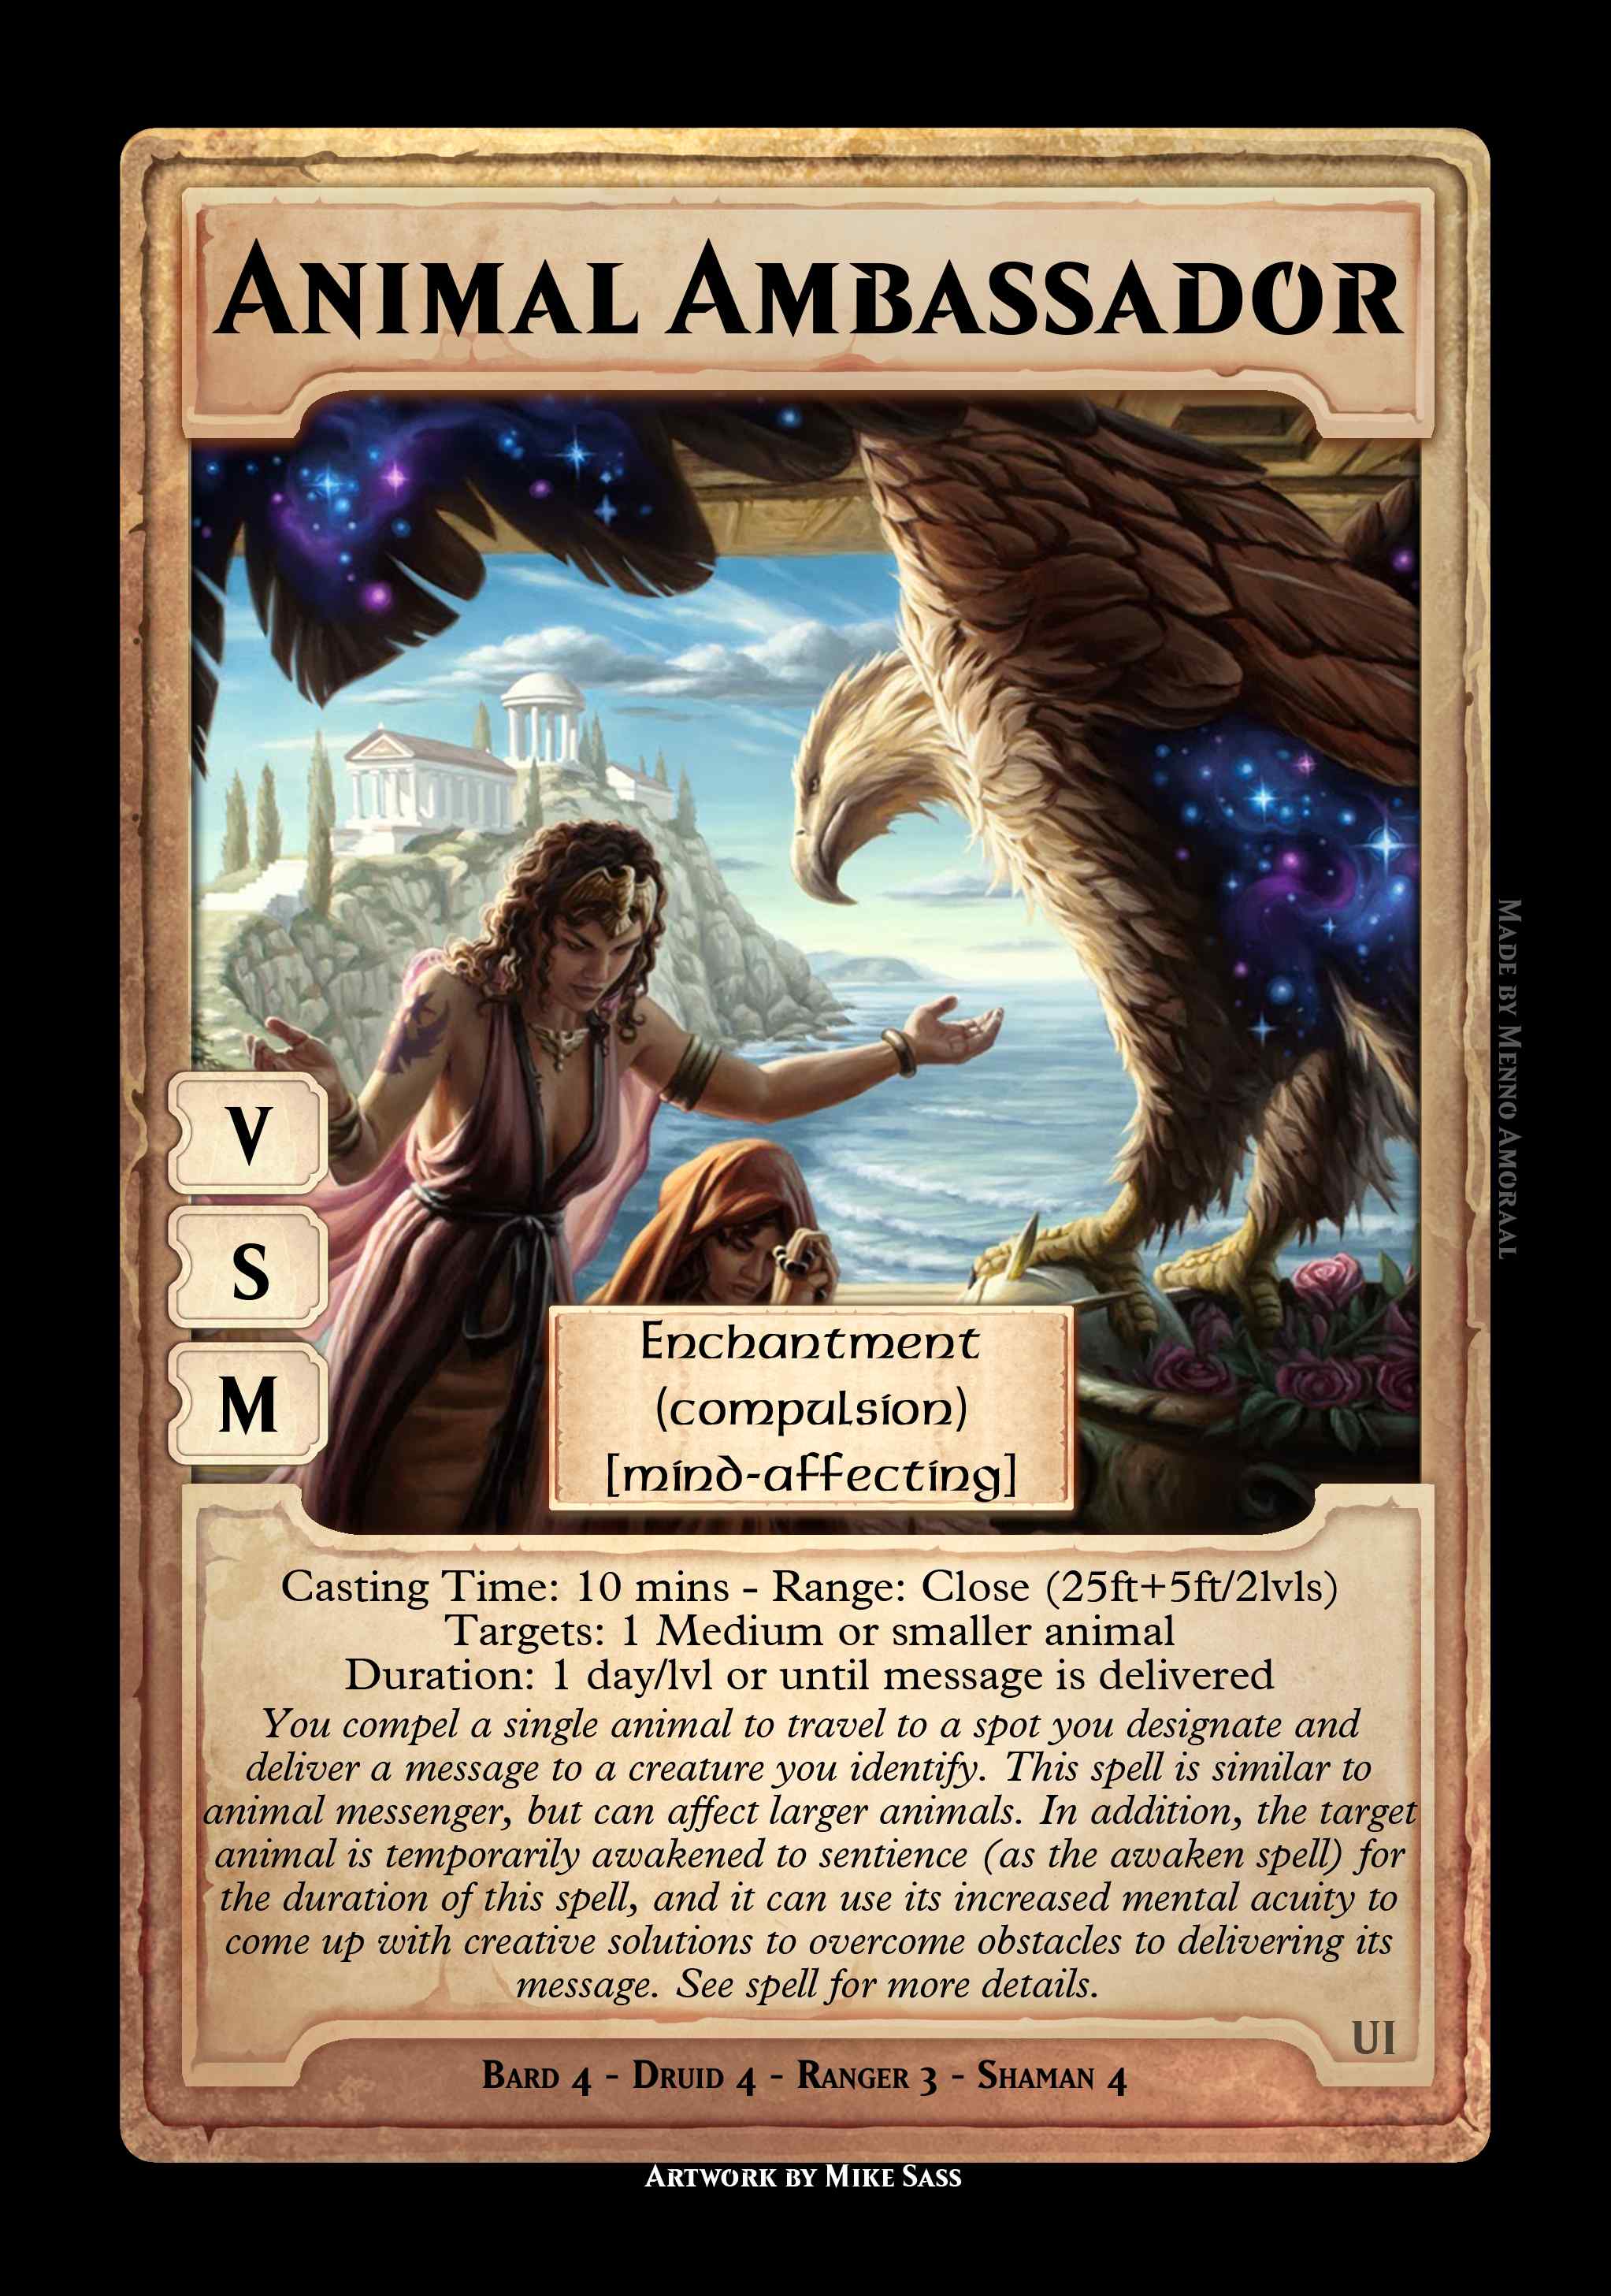 Animal Ambassador
V
S
M
Enchantment
(compulsion)
[mind-affecting]
Casting Time: 10 mins - Range: Close (25ft+5ft/2lvls)
Targets: 1 Medium or smaller animal
Duration: 1 day/lvl or until message is delivered
You compel a single animal to travel to a spot you designate and
deliver a message to a creature you identify. This spell is similar to
animal messenger, but can affect larger animals. In addition, the target
animal is temporarily awakened to sentience (as the awaken spell) for
the duration of this spell, and it can use its increased mental acuity to
come up with creative solutions to overcome obstacles to delivering its
message. See spell for more details.
UI
Bard 4 - Druid 4 - Ranger 3 - Shaman 4
Artwork by Mike Sass
Made by Menno Amoraal